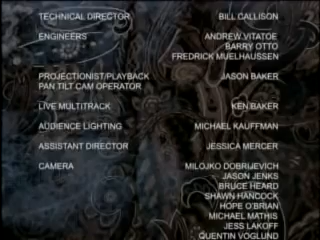 TECHNICAL DIRECTOR BILL CALLISON
ENGINEERS ANDREW VITATOE
BARRY OTTO
FREDRICK MUELHAUSSEN
PROJECTIONIST/PLAYBACK JASON BAKER
PAN TILT CAM OPERATOR
LIVE MULTITRACK KEN BAKER
AUDIENCE LIGHTING MICHAEL KAUFFMAN
ASSISTANT DIRECTOR JESSICA MERCER
CAMERA MILOJKO DOBRIJEVICH
JASON JENKS
BRUCE HEARD
SHAWN HANCOCK
HOPE O'BRIAN
MICHAEL MATHIS
JESS LAKOFF
QUENTIN VOGLUND